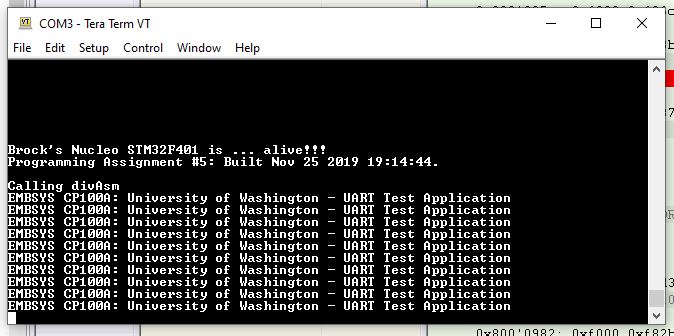 COM3 - Tera Term VT
File Edit Setup Control Window Help
Brock's Nucleo STM32F401 is ... alive!!!
Programming Assignment #5: Built Nov 25 2019 19:14:44.
Calling divAsm
EMBSYS CP100A: University of Washington - UART Test Application
EMBSYS CP100A: University of Washington - UART Test Application
EMBSYS CP100A: University of Washington - UART Test Application
EMBSYS CP100A: University of Washington - UART Test Application
EMBSYS CP100A: University of Washington - UART Test Application
EMBSYS CP100A: University of Washington - UART Test Application
EMBSYS CP100A: University of Washington - UART Test Application
EMBSYS CP100A: University of Washington - UART Test Application
EMBSYS CP100A: University of Washington - UART Test Application
EMBSYS CP100A: University of Washington - UART Test Application